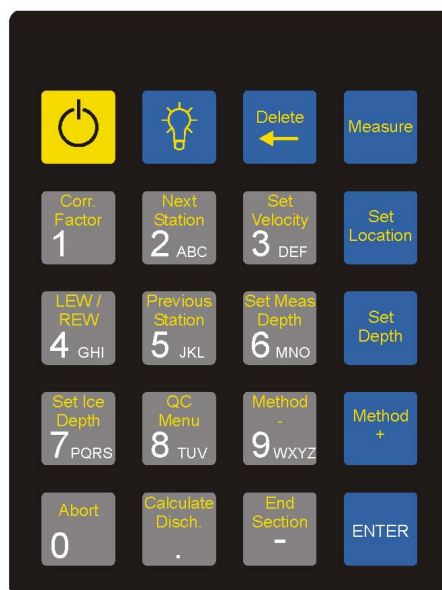 Delete
Measure
Corr.
Factor
1
Next
Station
2 ABC
Set
Velocity
3 DEF
Set
Location
LEW /
REW
4 GHI
Previous
Station
5 JKL
Set Meas
Depth
6 MNO
Set
Depth
Set Ice
Depth
7 PQRS
QC
Menu
8 TUV
Method
-
9 WXYZ
Method
+
Abort
0
Calculate
Disch.
.
End
Section
-
ENTER